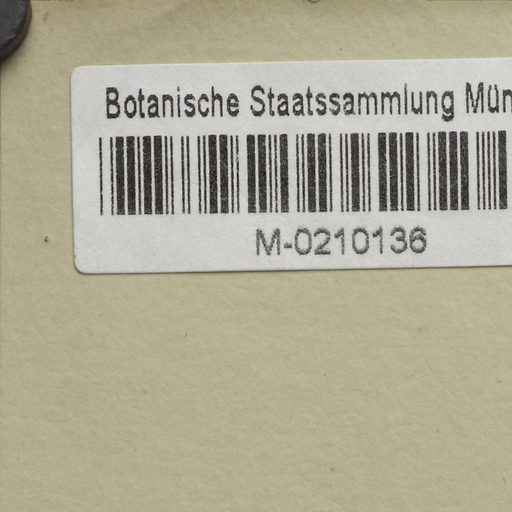 Botanische Staatssammlung Mün
M-0210136